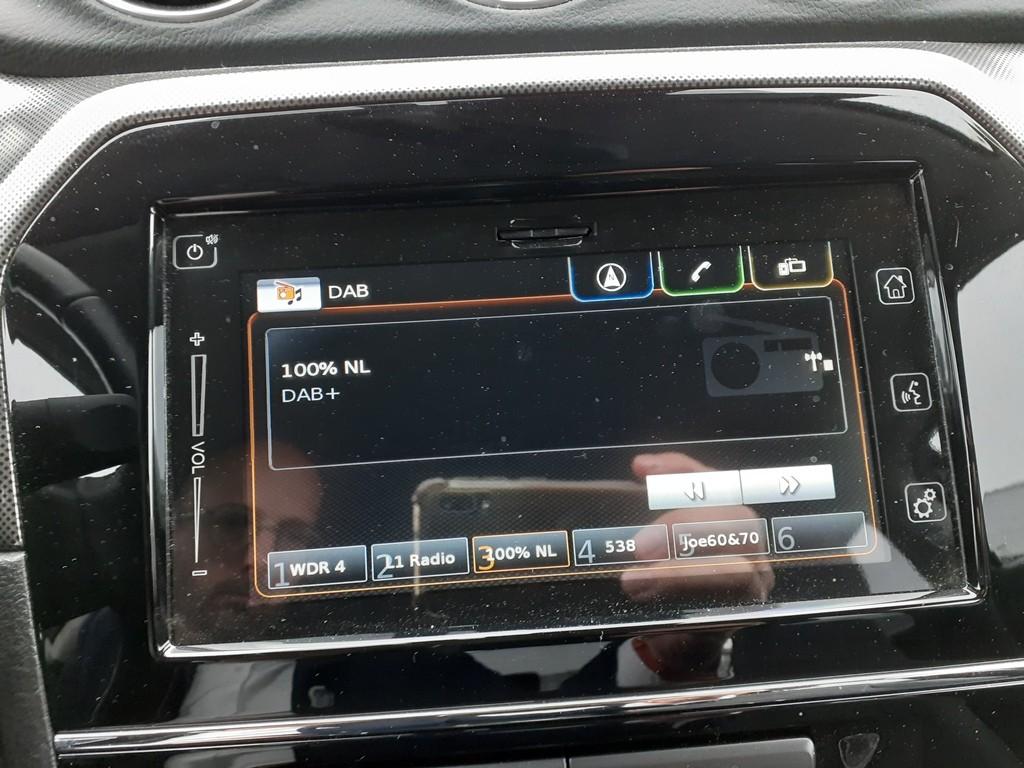 DAB
100% NL
DAB+
VOL
1 WDR 4
2 L1 Radio
3 100% NL
4 538
5 Joe60&70
6